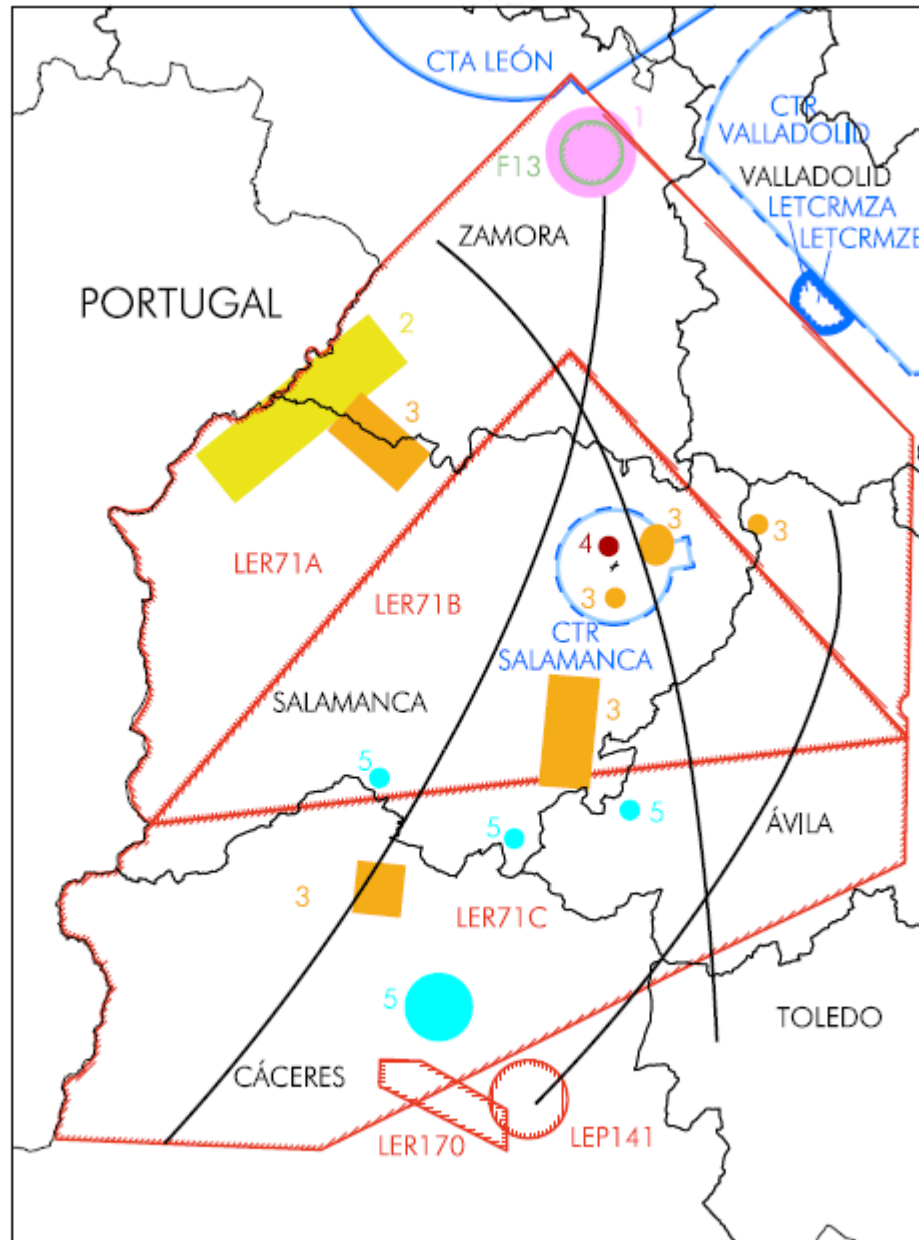 CTA LEÓN
CTR
VALLADOLID
1
F13
VALLADOLID
LETCRMZA
LETCRMZE
ZAMORA
PORTUGAL
2
3
3
3
4
LER71A
3
LER71B
CTR
SALAMANCA
SALAMANCA
3
5
5
5
ÁVILA
3
LER71C
5
TOLEDO
CÁCERES
LER170
LEP141